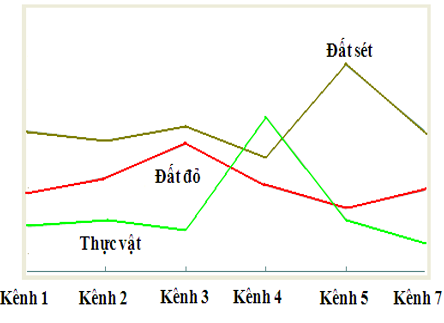 Đất sét
Đất đỏ
Thực vật
Kênh 1 Kênh 2 Kênh 3 Kênh 4 Kênh 5 Kênh 7